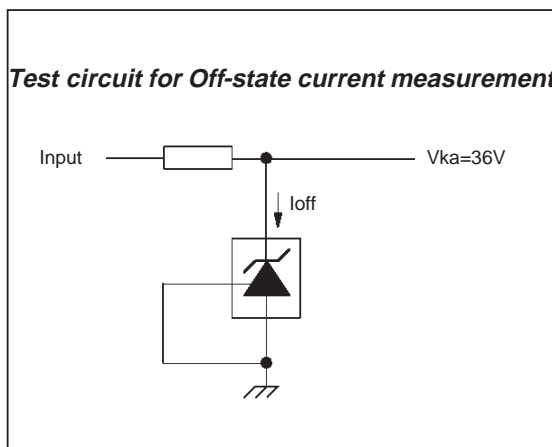 Test circuit for Off-state current measurement
Input
Vka=36V
Ioff